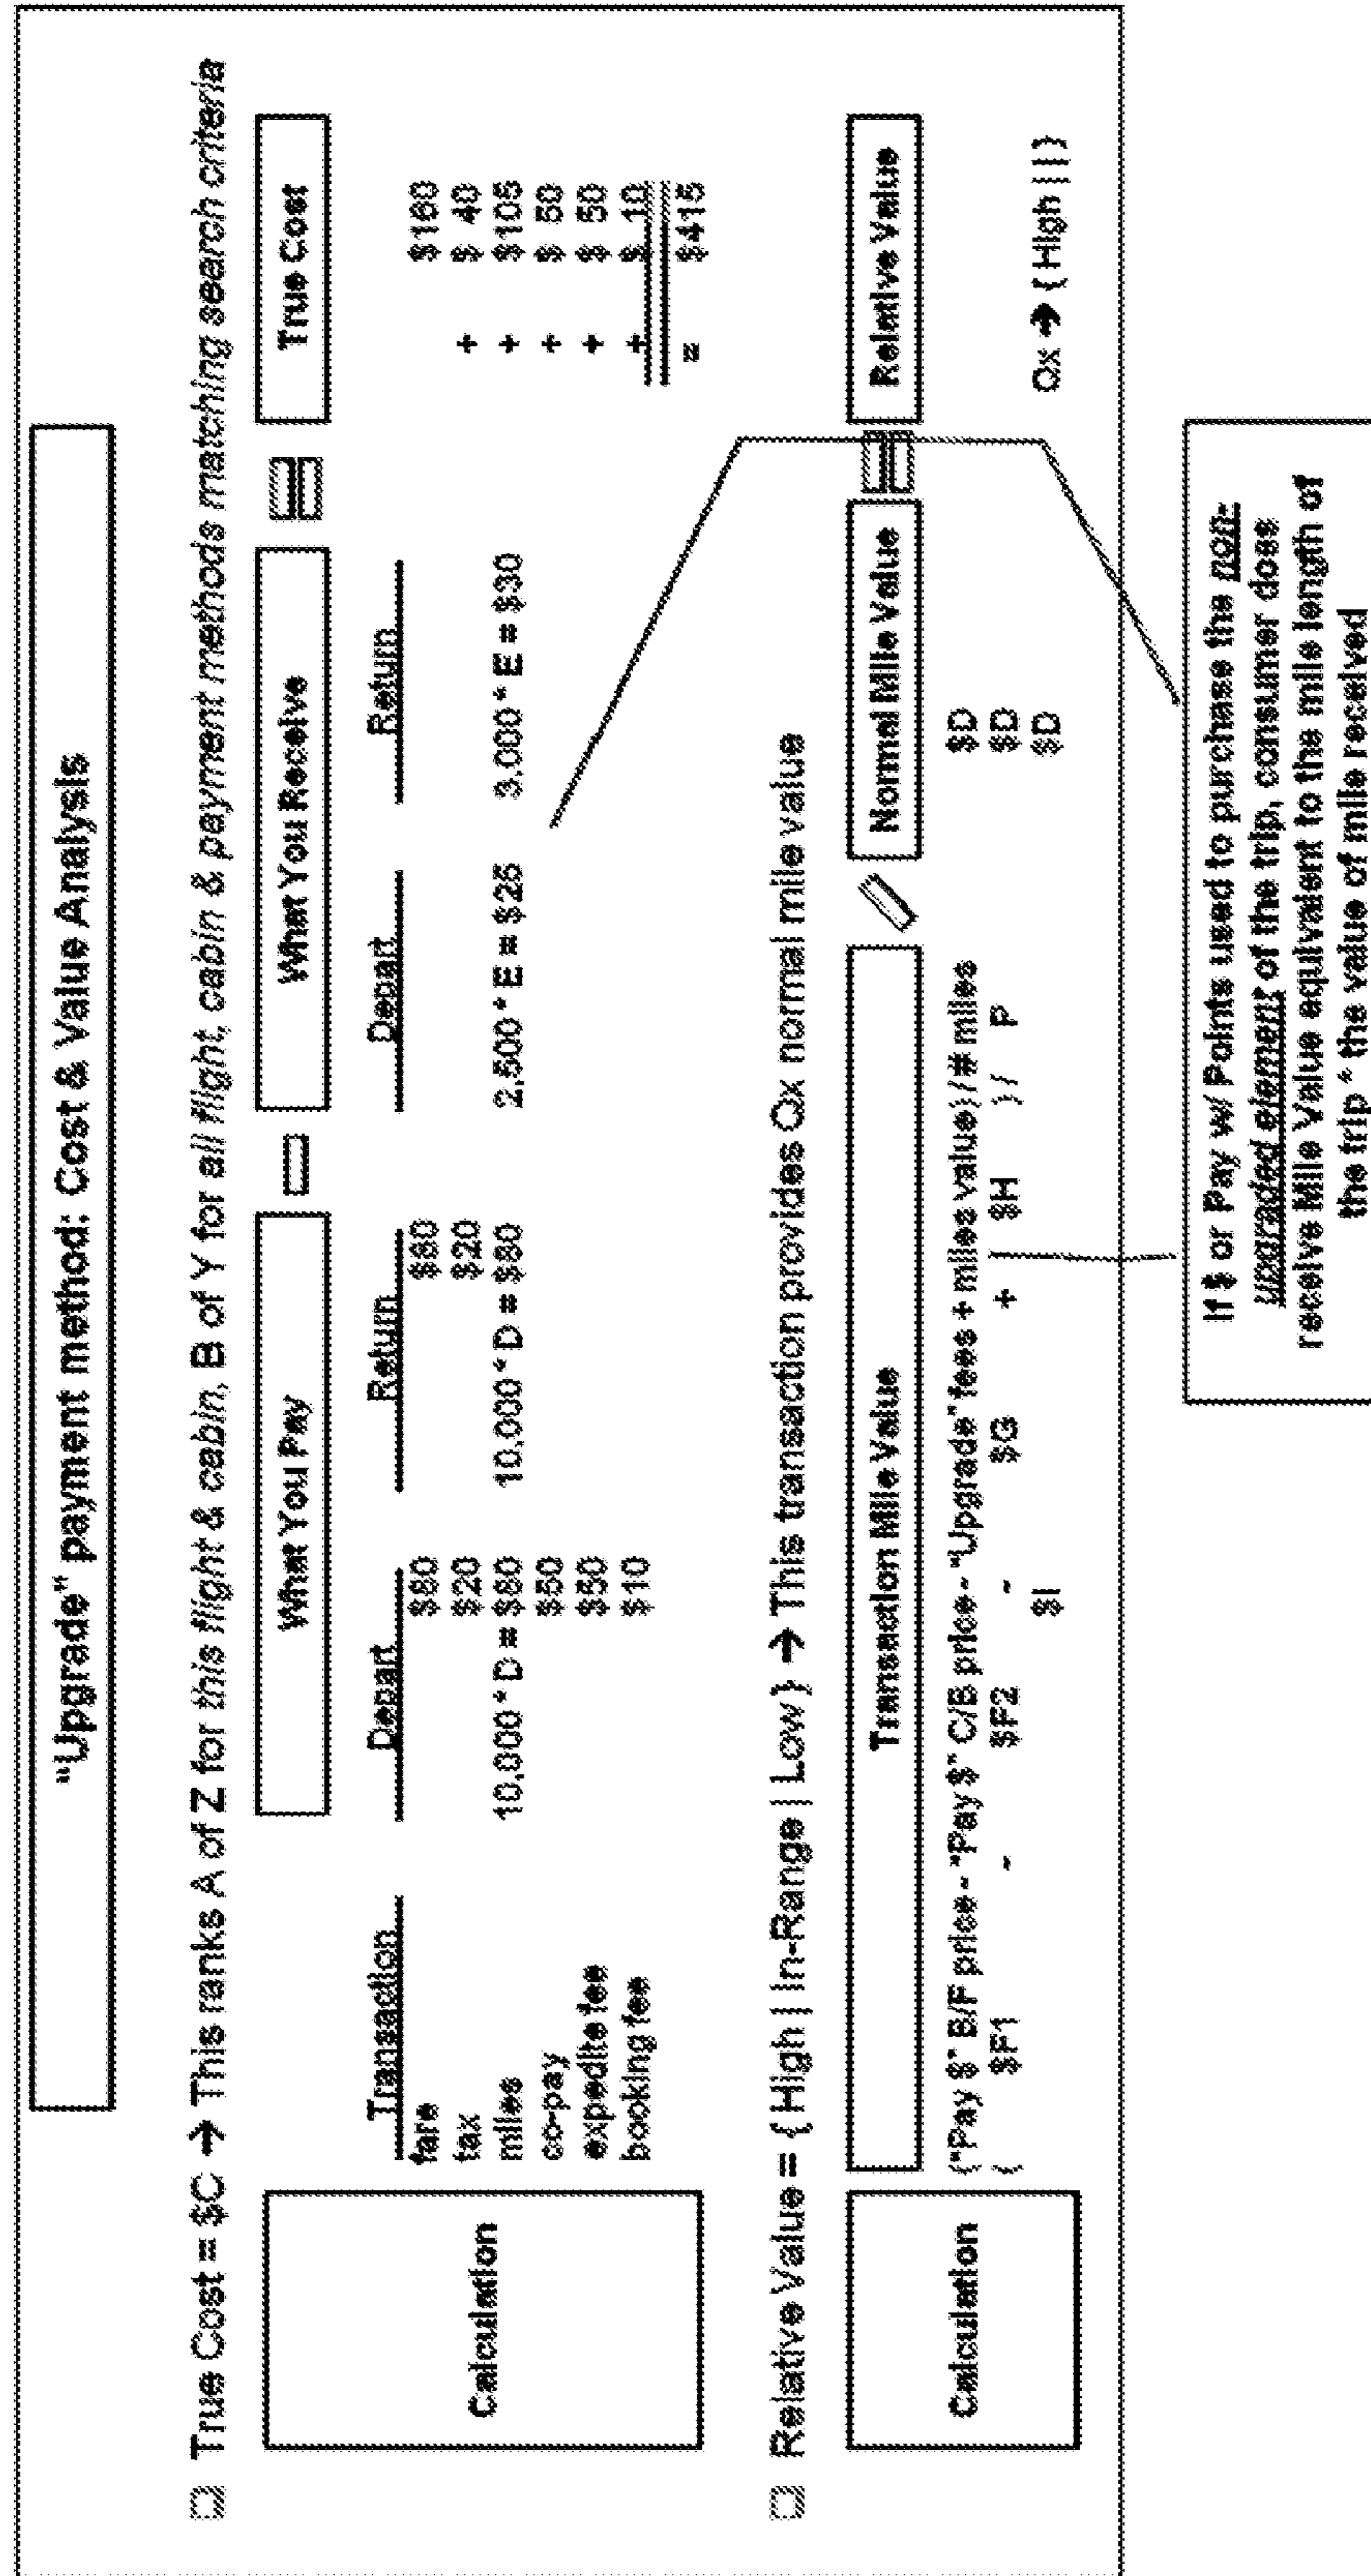 "Upgrade" payment method: Cost & Value Analysis
True Cost = $C → This ranks A of Z for this flight & cabin, B of Y for all flight, cabin & payment methods matching search criteria
Calculation
What You Pay
What You Receive
True Cost
Transaction Depart Return Depart Return
fare $80 $80 $160
tax $20 $20 + $ 40
miles 10,000 * D = $80 10,000 * D = $80 2,500 * E = $25 3,000 * E = $30 + $105
co-pay $50 + $ 50
expedite fee $50 + $ 50
booking fee $10 + $ 10
= $415
Relative Value = { High | In-Range | Low } → This transaction provides Qx normal mile value
Calculation
Transaction Mile Value
/
Normal Mile Value
Relative Value
{"Pay $" B/F price - "Pay $" C/B price - "Upgrade" fees + miles value} / # miles $D
{ $F1 - $F2 - $G + $H } / P $D
$I $D Qx → { High | | }
If $ or Pay w/ Points used to purchase the non-
upgraded element of the trip, consumer does
receive Mile Value equivalent to the mile length of
the trip * the value of mile received